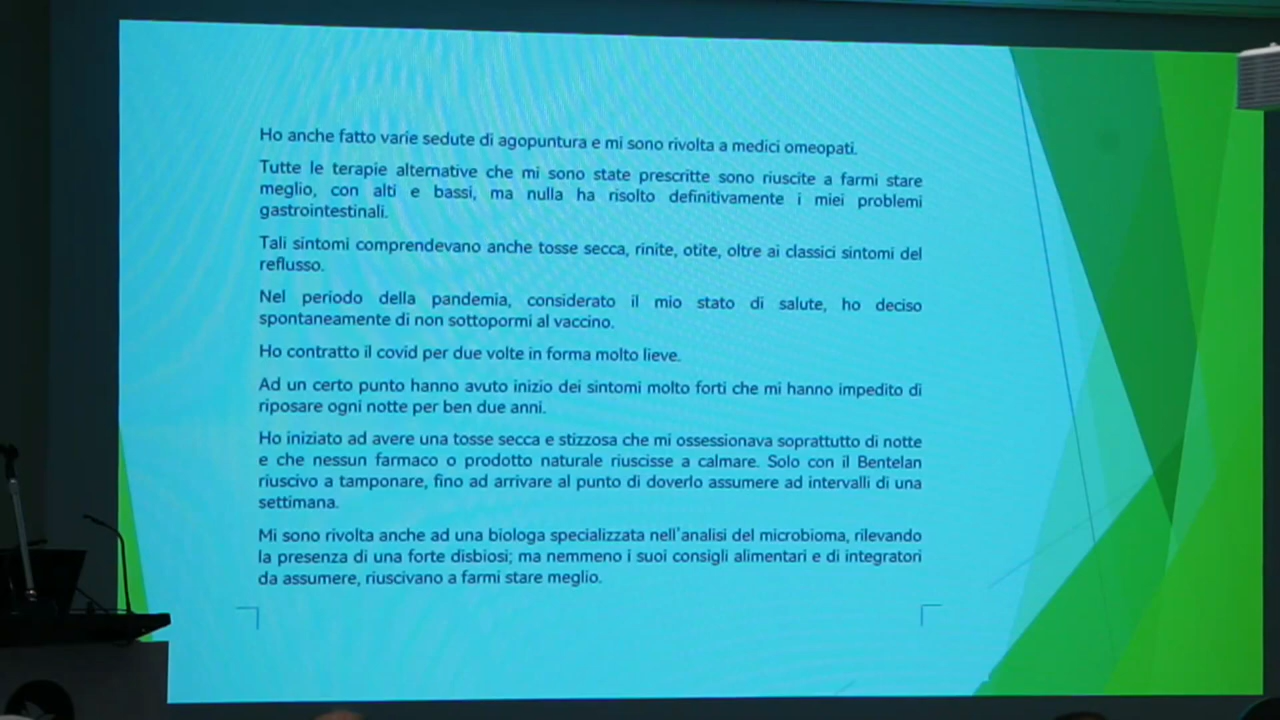 Ho anche fatto varie sedute di agopuntura e mi sono rivolta a medici omeopati.
Tutte le terapie alternative che mi sono state prescritte sono riuscite a farmi stare
meglio, con alti e bassi, ma nulla ha risolto definitivamente i miei problemi
gastrointestinali.
Tali sintomi comprendevano anche tosse secca, rinite, otite, oltre ai classici sintomi del
reflusso.
Nel periodo della pandemia, considerato il mio stato di salute, ho deciso
spontaneamente di non sottopormi al vaccino.
Ho contratto il covid per due volte in forma molto lieve.
Ad un certo punto hanno avuto inizio dei sintomi molto forti che mi hanno impedito di
riposare ogni notte per ben due anni.
Ho iniziato ad avere una tosse secca e stizzosa che mi ossessionava soprattutto di notte
e che nessun farmaco o prodotto naturale riuscisse a calmare. Solo con il Bentelan
riuscivo a tamponare, fino ad arrivare al punto di doverlo assumere ad intervalli di una
settimana.
Mi sono rivolta anche ad una biologa specializzata nell'analisi del microbioma, rilevando
la presenza di una forte disbiosi; ma nemmeno i suoi consigli alimentari e di integratori
da assumere, riuscivano a farmi stare meglio.